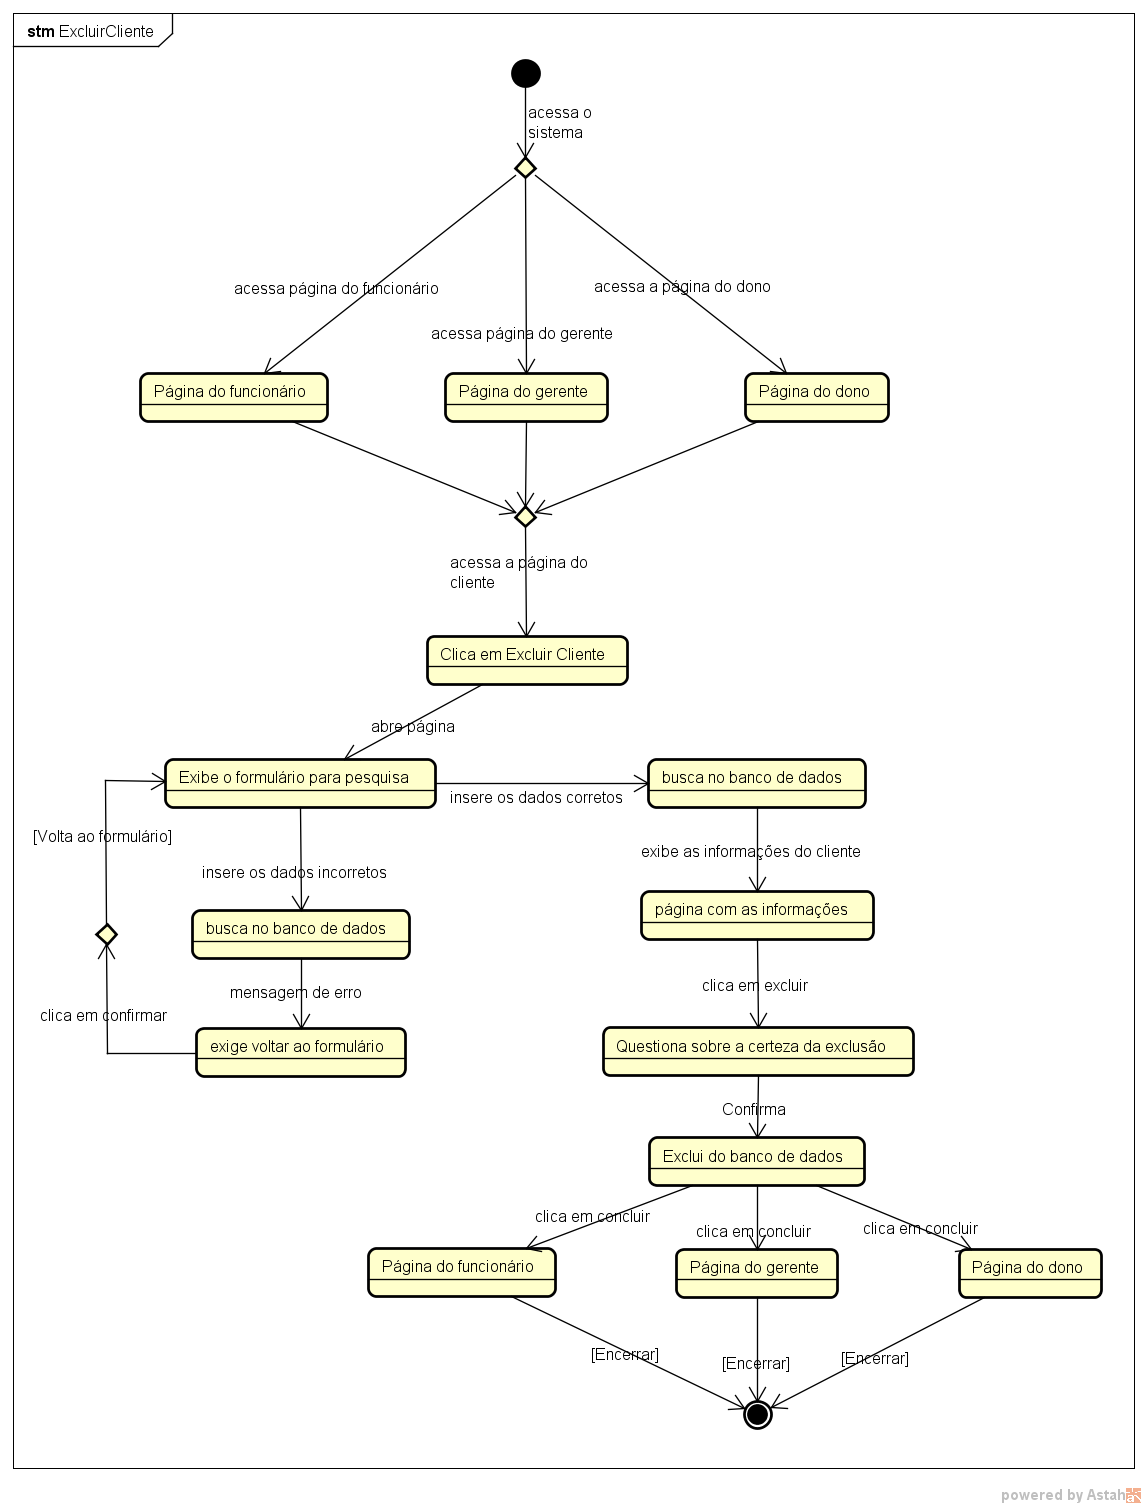 stm ExcluirCliente
acessa o
sistema
acessa página do funcionário
acessa a página do dono
acessa página do gerente
Página do funcionário
Página do gerente
Página do dono
acessa a página do
cliente
Clica em Excluir Cliente
abre página
Exibe o formulário para pesquisa
busca no banco de dados
insere os dados corretos
[Volta ao formulário]
exibe as informações do cliente
insere os dados incorretos
página com as informações
busca no banco de dados
clica em excluir
mensagem de erro
clica em confirmar
exige voltar ao formulário
Questiona sobre a certeza da exclusão
Confirma
Exclui do banco de dados
clica em concluir
clica em concluir
clica em concluir
Página do funcionário
Página do gerente
Página do dono
[Encerrar]
[Encerrar]
[Encerrar]
powered by Astah